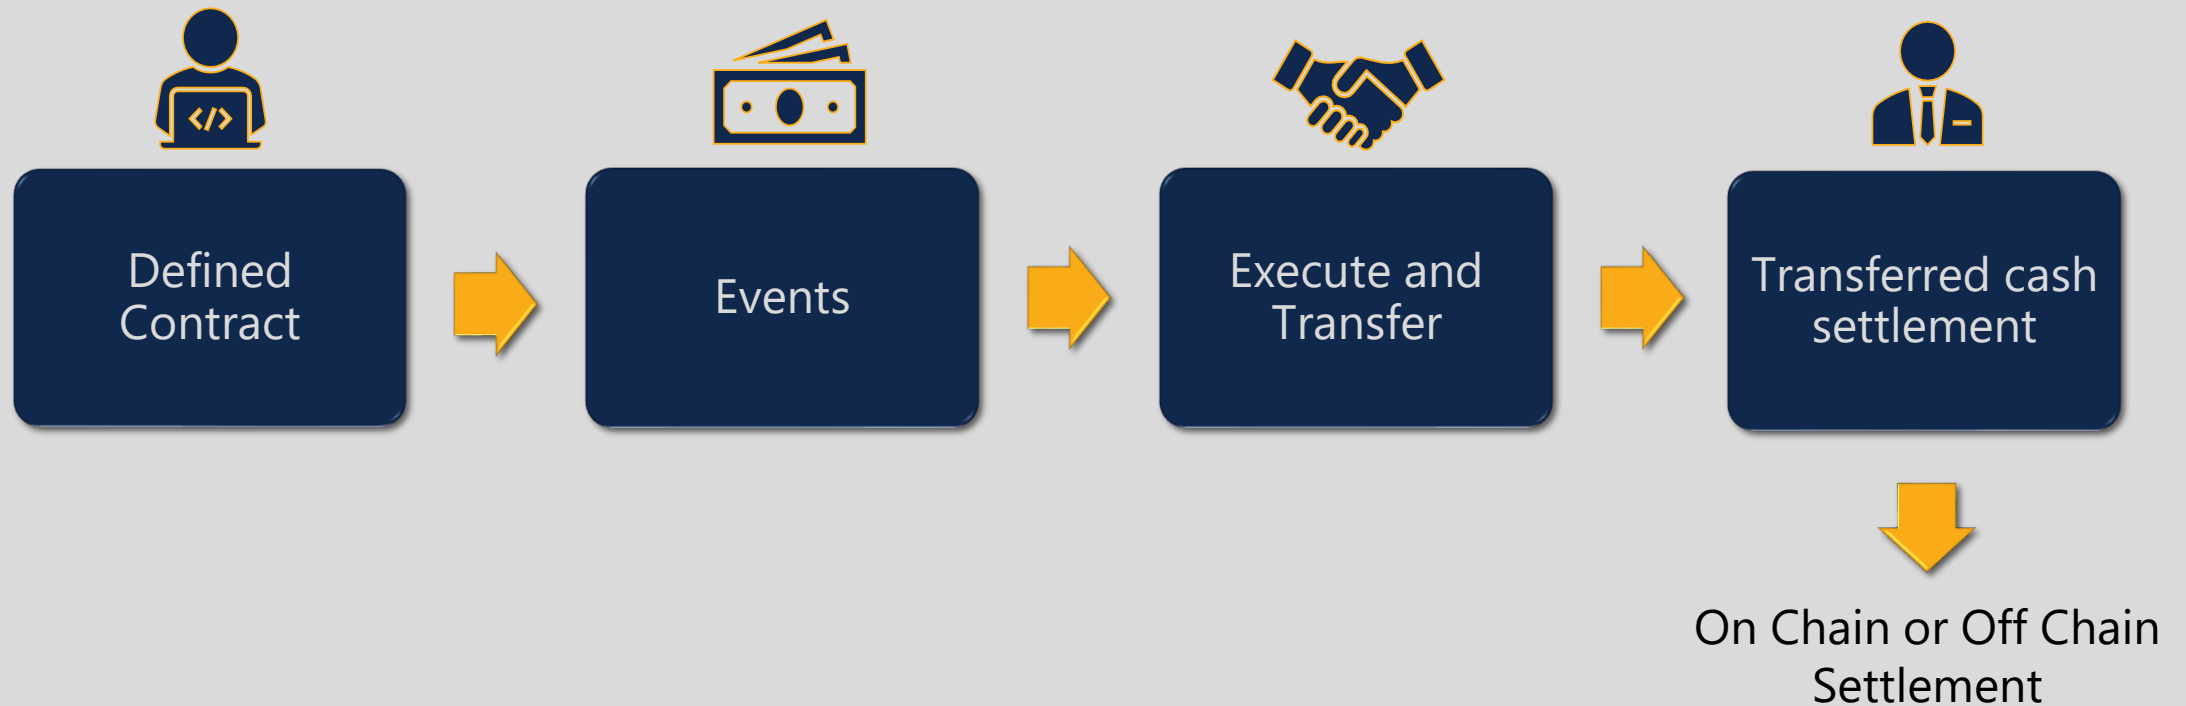 </>
Defined
Contract
Events
Execute and
Transfer
Transferred cash
settlement
On Chain or Off Chain
Settlement